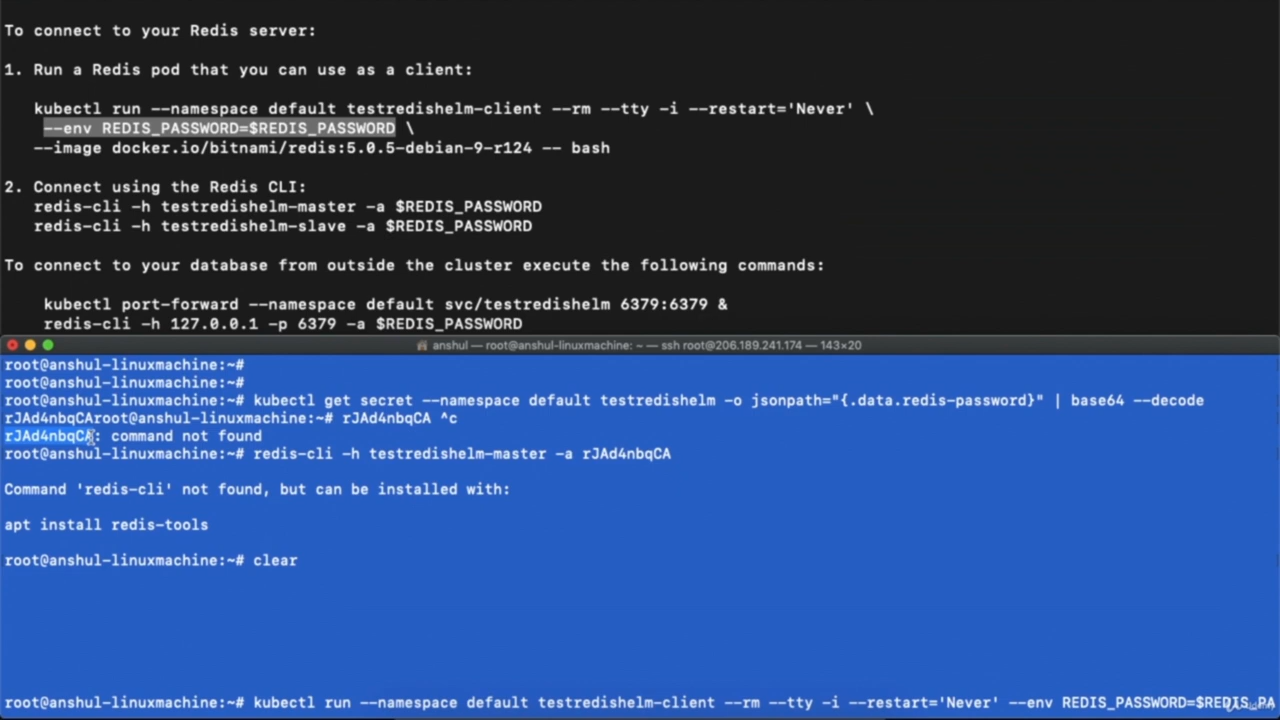 To connect to your Redis server:
1. Run a Redis pod that you can use as a client:
kubectl run --namespace default testredishelm-client --rm --tty -i --restart='Never' \
--env REDIS_PASSWORD=$REDIS_PASSWORD \
--image docker.io/bitnami/redis:5.0.5-debian-9-r124 -- bash
2. Connect using the Redis CLI:
redis-cli -h testredishelm-master -a $REDIS_PASSWORD
redis-cli -h testredishelm-slave -a $REDIS_PASSWORD
To connect to your database from outside the cluster execute the following commands:
kubectl port-forward --namespace default svc/testredishelm 6379:6379 &
redis-cli -h 127.0.0.1 -p 6379 -a $REDIS_PASSWORD
anshul — root@anshul-linuxmachine: ~ — ssh root@206.189.241.174 — 143×20
root@anshul-linuxmachine:~#
root@anshul-linuxmachine:~#
root@anshul-linuxmachine:~# kubectl get secret --namespace default testredishelm -o jsonpath="{.data.redis-password}" | base64 --decode
rJAd4nbqCAroot@anshul-linuxmachine:~# rJAd4nbqCA ^c
rJAd4nbqCA: command not found
root@anshul-linuxmachine:~# redis-cli -h testredishelm-master -a rJAd4nbqCA
Command 'redis-cli' not found, but can be installed with:
apt install redis-tools
root@anshul-linuxmachine:~# clear
root@anshul-linuxmachine:~# kubectl run --namespace default testredishelm-client --rm --tty -i --restart='Never' --env REDIS_PASSWORD=$REDIS_PA